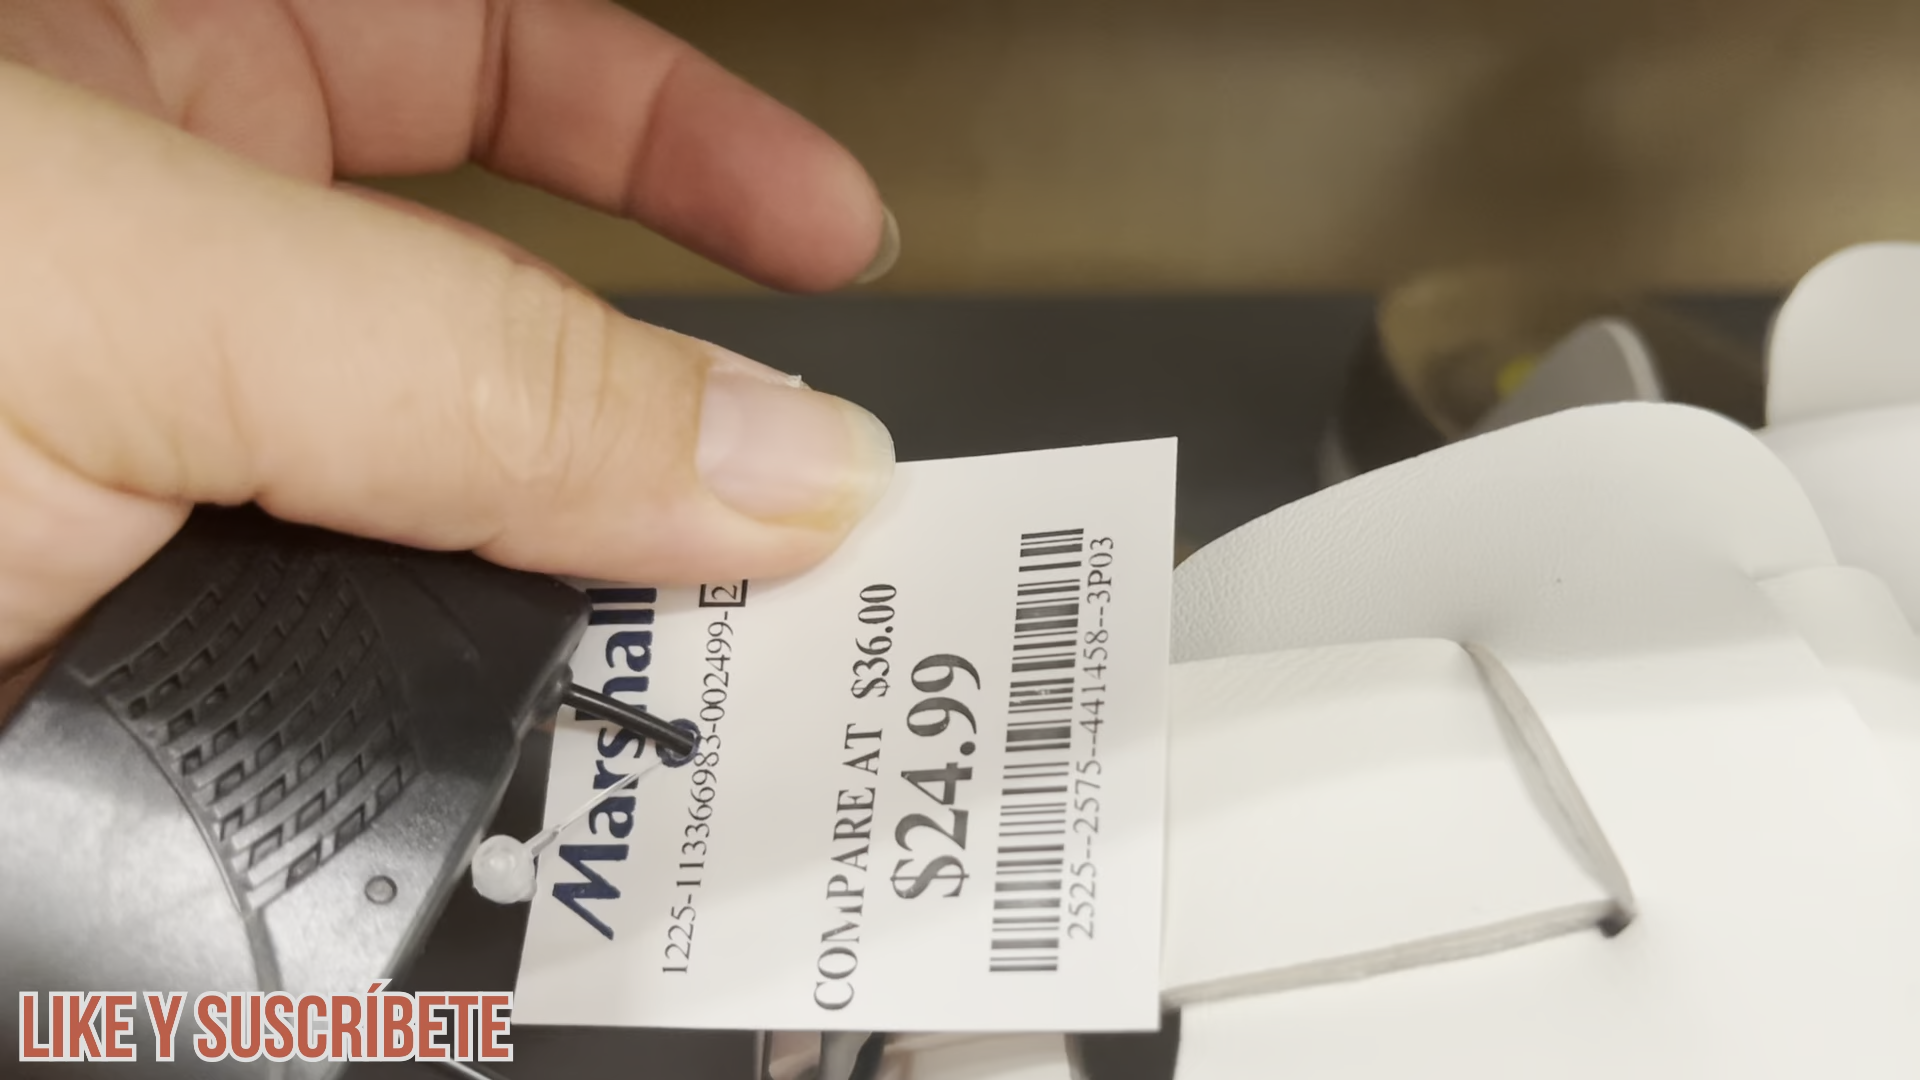 Marshall
1225-113366983-002499-2
COMPARE AT $36.00
$24.99
2525--2575--441458--3P03
LIKE Y SUSCRÍBETE